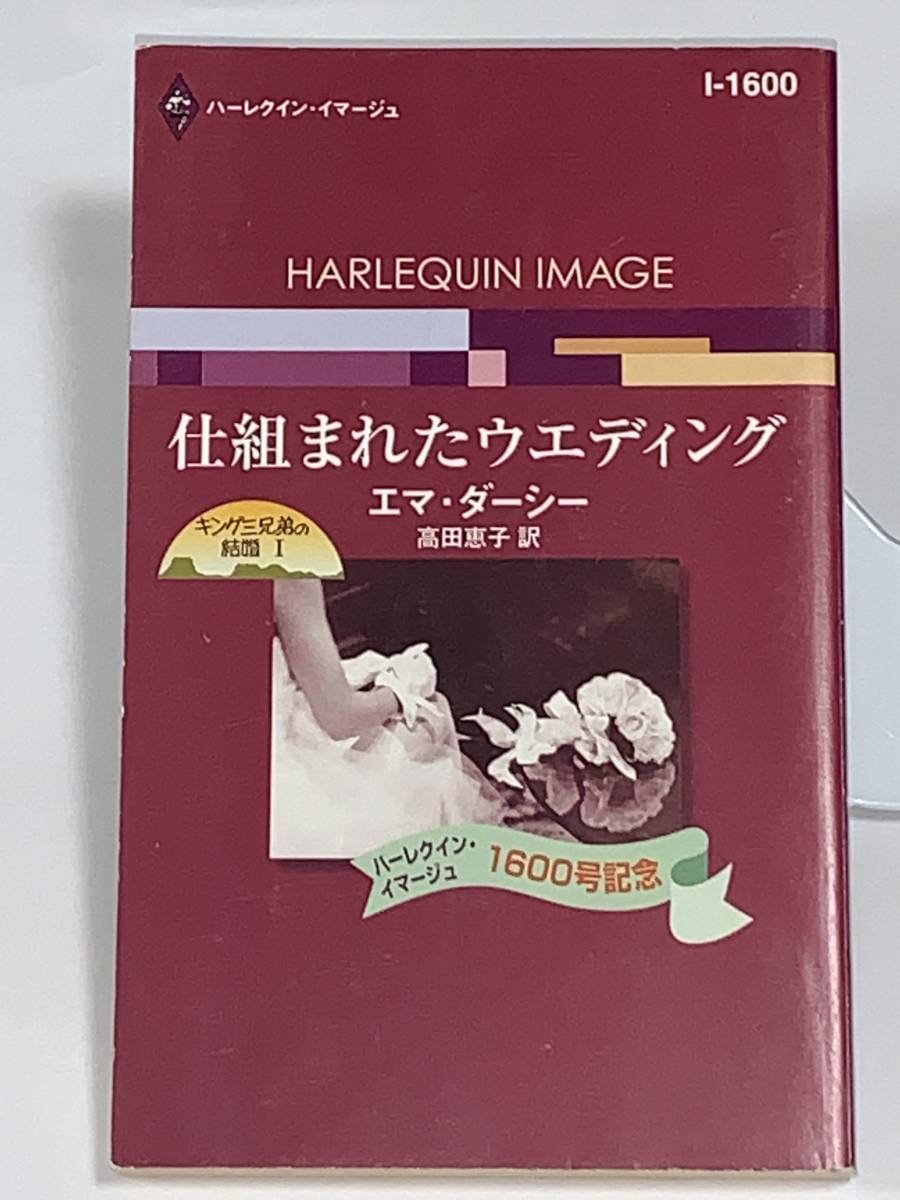 ハーレクイン・イマージュ
I-1600
HARLEQUIN IMAGE
仕組まれたウエディング
エマ・ダーシー
高田恵子 訳
キング三兄弟の
結婚 I
ハーレクイン・
イマージュ
1600号記念